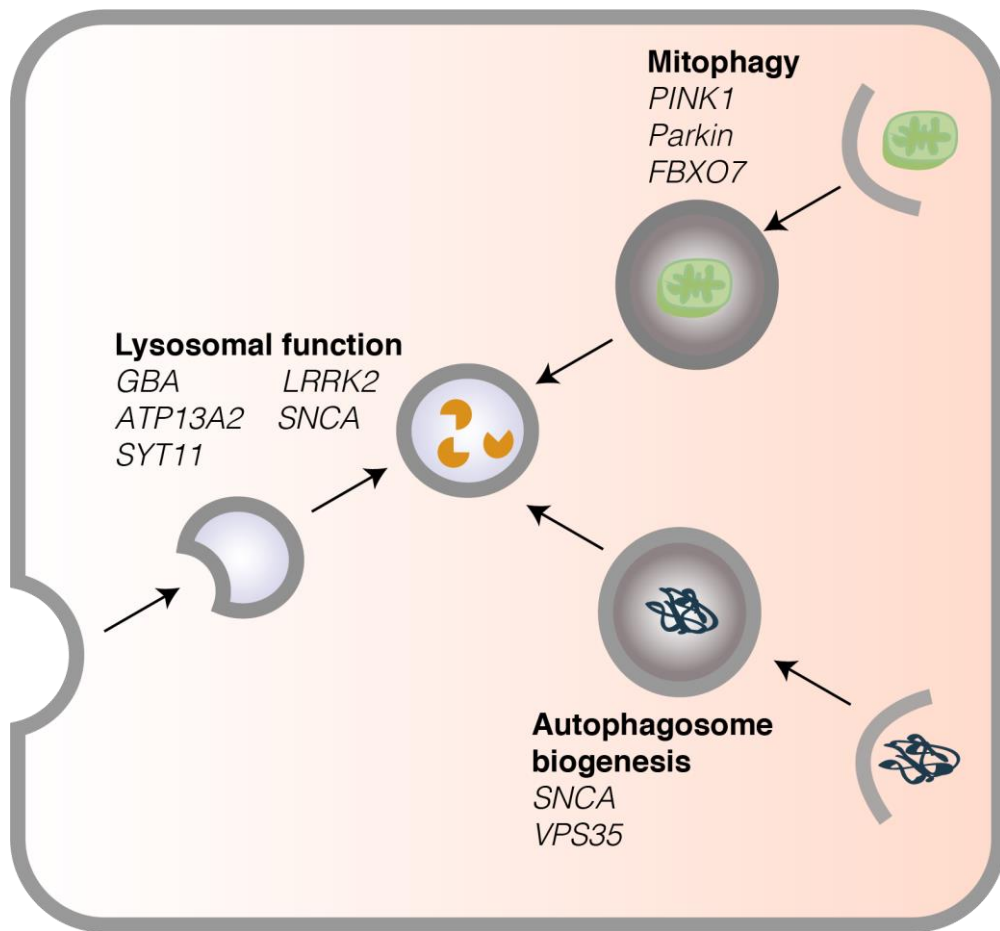 Mitophagy
PINK1
Parkin
FBXO7
Lysosomal function
GBA LRRK2
ATP13A2 SNCA
SYT11
Autophagosome
biogenesis
SNCA
VPS35